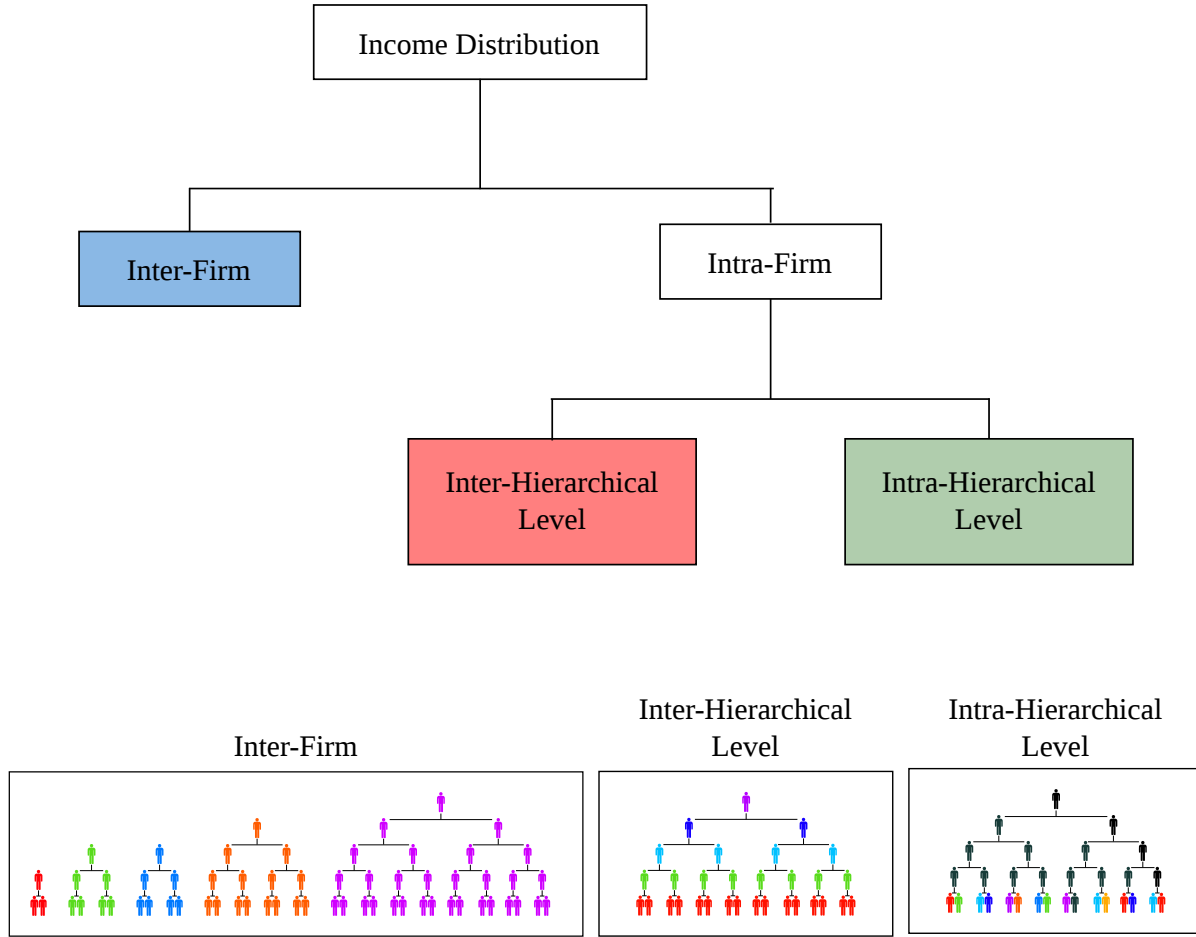 Income Distribution
Inter-Firm
Intra-Firm
Inter-Hierarchical
Level
Intra-Hierarchical
Level
Inter-Firm
Inter-Hierarchical
Level
Intra-Hierarchical
Level